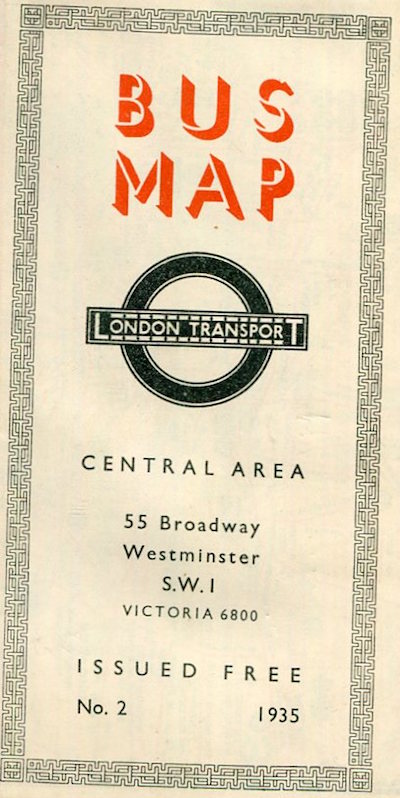 BUS
MAP
LONDON TRANSPORT
CENTRAL AREA
55 Broadway
Westminster
S.W.1
VICTORIA 6800
ISSUED FREE
No. 2 1935